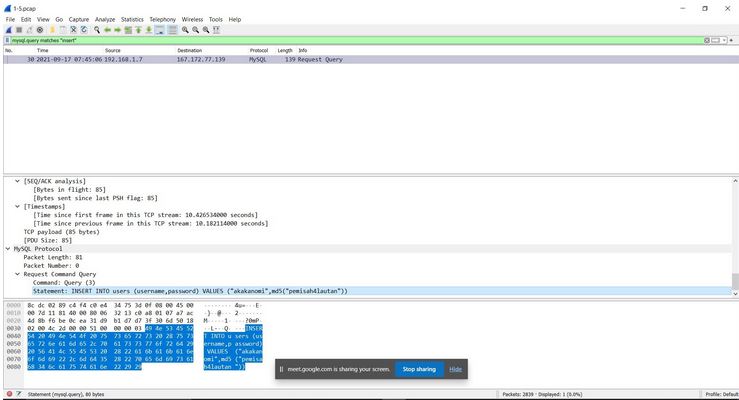 1-5.pcap
File Edit View Go Capture Analyze Statistics Telephony Wireless Tools Help
mysql.query matches "insert"
No. Time Source Destination Protocol Length Info
30 2021-09-17 07:45:06 192.168.1.7 167.172.77.139 MySQL 139 Request Query
[SEQ/ACK analysis]
[Bytes in flight: 85]
[Bytes sent since last PSH flag: 85]
[Timestamps]
[Time since first frame in this TCP stream: 10.426534000 seconds]
[Time since previous frame in this TCP stream: 10.182114000 seconds]
TCP payload (85 bytes)
[PDU Size: 85]
MySQL Protocol
Packet Length: 81
Packet Number: 0
Request Command Query
Command: Query (3)
Statement: INSERT INTO users (username,password) VALUES ("akakanomi",md5("pemisah4lautan"))
0000 8c dc 02 89 c4 f4 c0 e4 34 75 3d 0f 08 00 45 00 ········ 4u=···E·
0010 00 7d 11 81 40 00 80 06 32 13 c0 a8 01 07 a7 ac ·}··@··· 2·······
0020 4d 8b f6 be 0c ea 31 d9 b1 d7 d7 3f 30 6d 50 18 M·····1· ···?0mP·
0030 02 00 4c 2d 00 00 51 00 00 00 03 49 4e 53 45 52 ··L-··Q· ···INSER
0040 54 20 49 4e 54 4f 20 75 73 65 72 73 20 28 75 73 T INTO u sers (us
0050 65 72 6e 61 6d 65 2c 70 61 73 73 77 6f 72 64 29 ername,p assword)
0060 20 56 41 4c 55 45 53 20 28 22 61 6b 61 6b 61 6e VALUES ("akakan
0070 6f 6d 69 22 2c 6d 64 35 28 22 70 65 6d 69 73 61 omi",md5 ("pemisa
0080 68 34 6c 61 75 74 61 6e 22 29 29 h4lautan "))
meet.google.com is sharing your screen. Stop sharing Hide
Statement (mysql.query), 80 bytes Packets: 2839 · Displayed: 1 (0.0%) Profile: Default